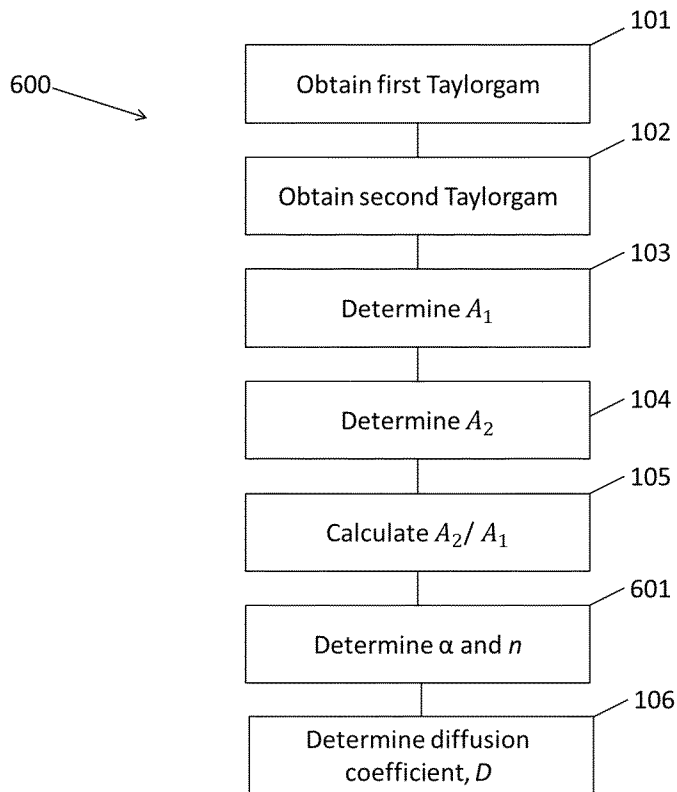 101
600
Obtain first Taylorgam
102
Obtain second Taylorgam
103
Determine A₁
104
Determine A₂
105
Calculate A₂/ A₁
601
Determine α and n
106
Determine diffusion
coefficient, D